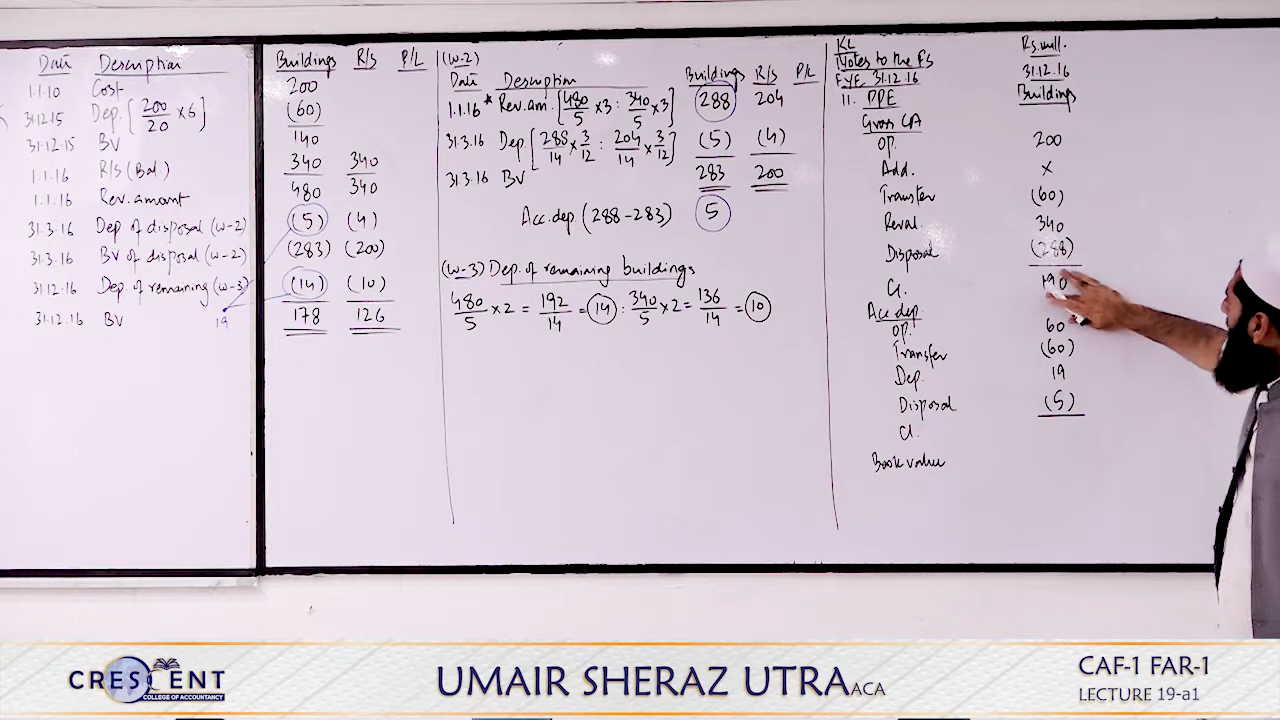 Date Description Buildings R/S P/L
1.1.10 Cost 200
31.12.15 Dep. [200/20 x 6] (60)
31.12.15 BV 140
1.1.16 R/S (Bal.) 340 340
1.1.16 Rev. amount 480 340
31.3.16 Dep of disposal (w-2) (5) (4)
31.3.16 BV of disposal (w-2) (283) (200)
31.12.16 Dep of remaining (w-3) (14) (10)
19
31.12.16 BV 178 126
(w-2)
Date Description Buildings R/S P/L
1.1.16 * Rev. am. [480/5 x 3 : 340/5 x 3] 288 204
31.3.16 Dep [288/14 x 3/12 : 204/14 x 3/12] (5) (4)
31.3.16 BV 283 200
Acc. dep (288-283) 5
(w-3) Dep. of remaining buildings
480/5 x 2 = 192/14 = 14 : 340/5 x 2 = 136/14 = 10
KL
Notes to the FS
F.Y.E. 31.12.16
Rs. mill.
31.12.16
11. PPE Buildings
Gross CA
OP. 200
Add. x
Transfer (60)
Reval. 340
Disposal (288)
Cl. 190
Acc. dep
OP. 60
Transfer (60)
Dep. 19
Disposal (5)
Cl.
Book value
CRESCENT
COLLEGE OF ACCOUNTANCY
UMAIR SHERAZ UTRA ACA
CAF-1 FAR-1
LECTURE 19-a1